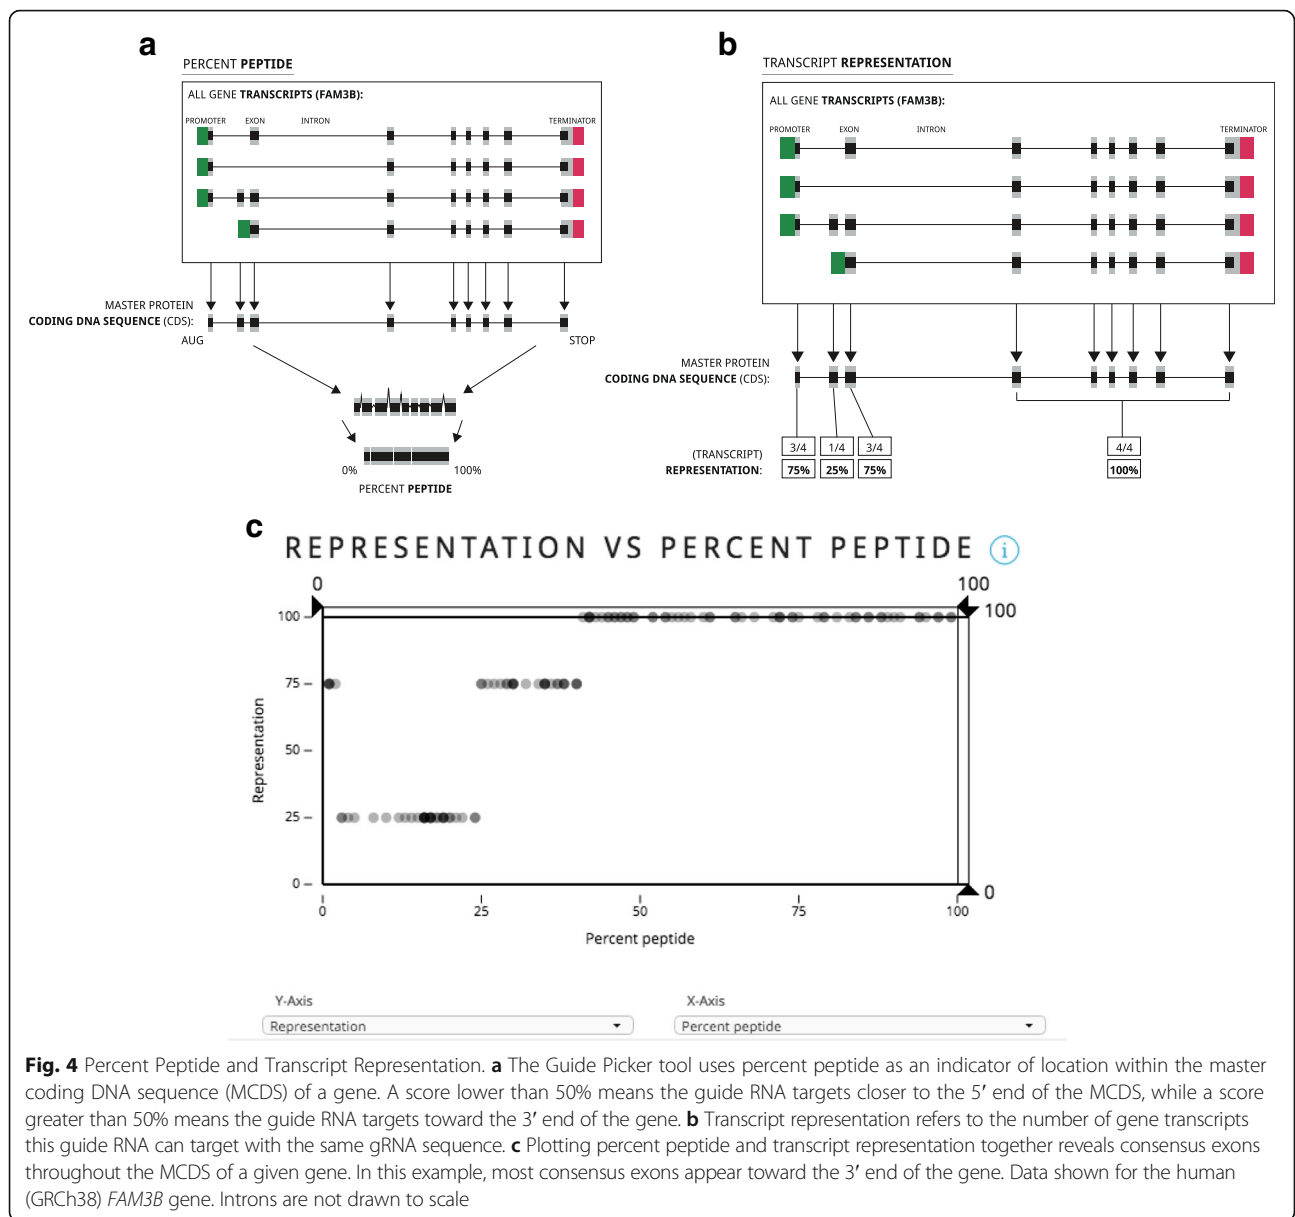 a
PERCENT PEPTIDE
ALL GENE TRANSCRIPTS (FAM3B):
PROMOTER EXON INTRON TERMINATOR
MASTER PROTEIN
CODING DNA SEQUENCE (CDS):
AUG STOP
0% 100%
PERCENT PEPTIDE
b
TRANSCRIPT REPRESENTATION
ALL GENE TRANSCRIPTS (FAM3B):
PROMOTER EXON INTRON TERMINATOR
MASTER PROTEIN
CODING DNA SEQUENCE (CDS):
3/4 1/4 3/4 4/4
(TRANSCRIPT)
REPRESENTATION: 75% 25% 75% 100%
c
REPRESENTATION VS PERCENT PEPTIDE i
0 100
100 100
75
50
25
0 0
Representation
0 25 50 75 100
Percent peptide
Y-Axis X-Axis
Representation Percent peptide
Fig. 4 Percent Peptide and Transcript Representation. a The Guide Picker tool uses percent peptide as an indicator of location within the master
coding DNA sequence (MCDS) of a gene. A score lower than 50% means the guide RNA targets closer to the 5′ end of the MCDS, while a score
greater than 50% means the guide RNA targets toward the 3′ end of the gene. b Transcript representation refers to the number of gene transcripts
this guide RNA can target with the same gRNA sequence. c Plotting percent peptide and transcript representation together reveals consensus exons
throughout the MCDS of a given gene. In this example, most consensus exons appear toward the 3′ end of the gene. Data shown for the human
(GRCh38) FAM3B gene. Introns are not drawn to scale